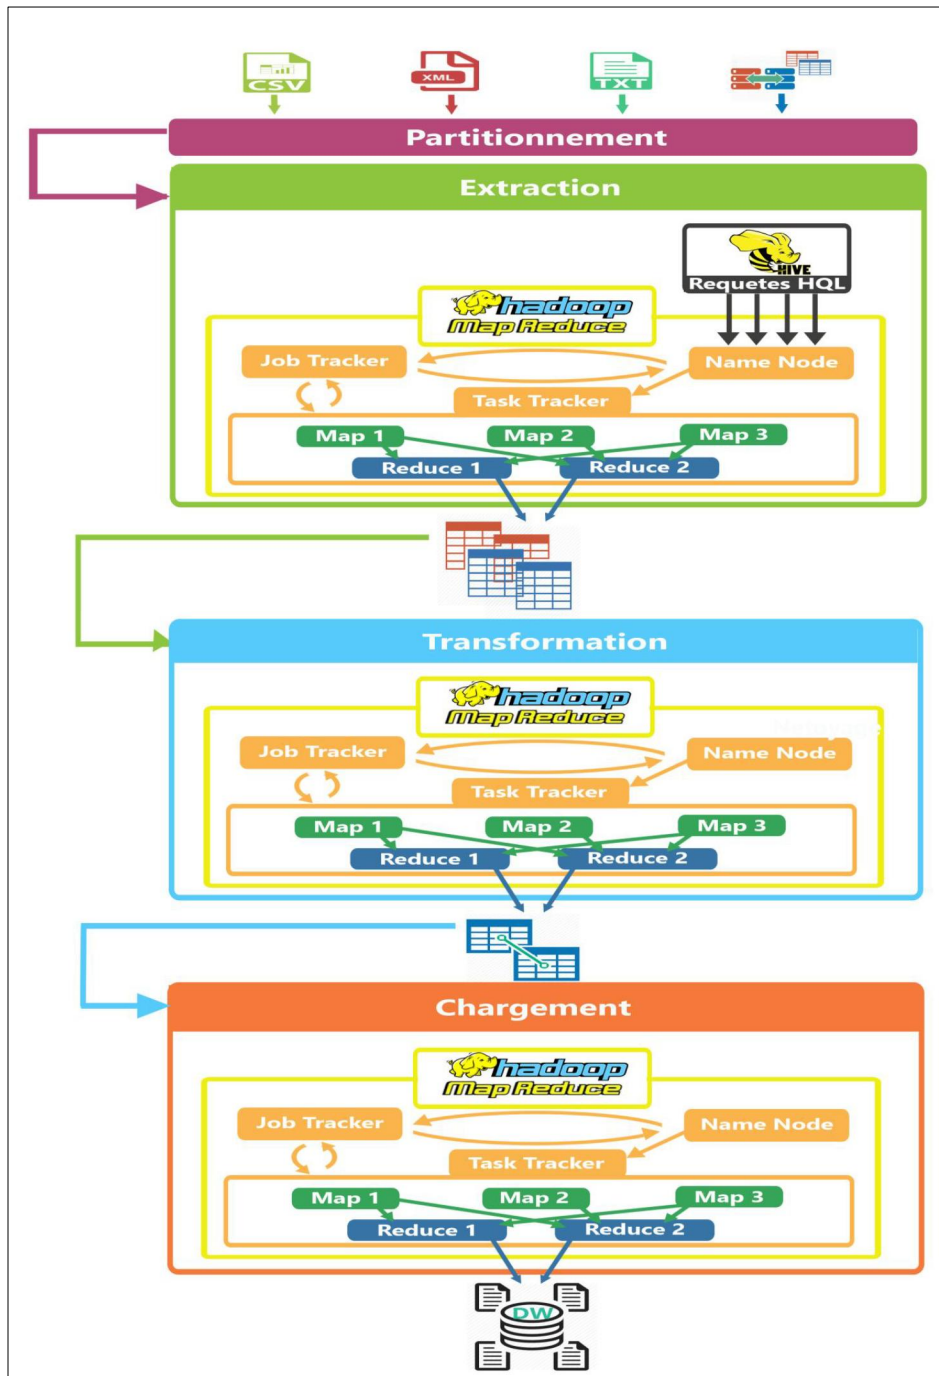 CSV XML TXT
Partitionnement
Extraction
HIVE
Requetes HQL
hadoop
Map Reduce
Job Tracker Name Node
Task Tracker
Map 1 Map 2 Map 3
Reduce 1 Reduce 2
Transformation
hadoop
Map Reduce
Job Tracker Name Node
Task Tracker
Map 1 Map 2 Map 3
Reduce 1 Reduce 2
Chargement
hadoop
Map Reduce
Job Tracker Name Node
Task Tracker
Map 1 Map 2 Map 3
Reduce 1 Reduce 2
DW